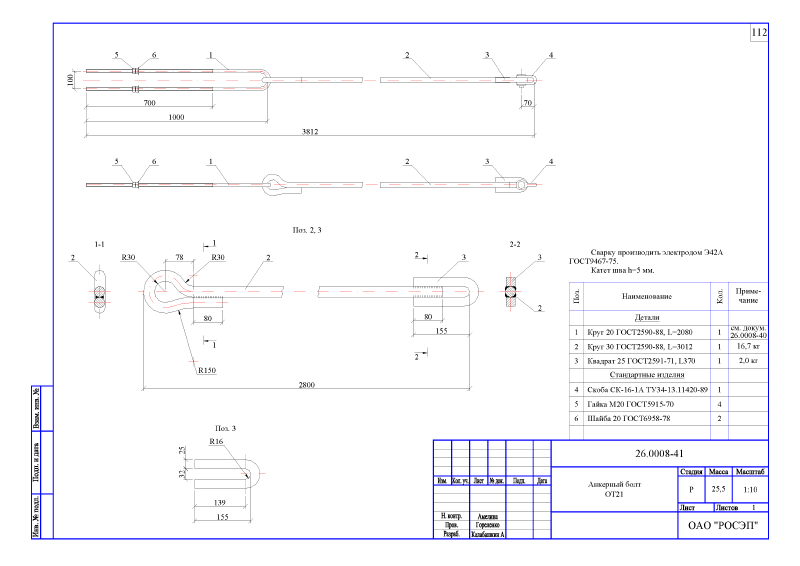 112
5 6 1 2 3 4
100
700
70
1000
3812
5 6 1 2 3 4
Поз. 2, 3
1-1
2
R30
78
R30
1
2
2
3
2-2
3
2
80
80
155
1
2
R150
2800
Поз. 3
R16
25
32
139
155
Сварку производить электродом Э42А
ГОСТ9467-75.
Катет шва h=5 мм.
Поз. Наименование Кол. Приме-
чание
Детали
1 Круг 20 ГОСТ2590-88, L=2080 1 см. докум. 26.0008-40
2 Круг 30 ГОСТ2590-88, L=3012 1 16,7 кг
3 Квадрат 25 ГОСТ2591-71, L370 1 2,0 кг
Стандартные изделия
4 Скоба СК-16-1А ТУ34-13.11420-89 1
5 Гайка М20 ГОСТ5915-70 4
6 Шайба 20 ГОСТ6958-78 2
26.0008-41
Изм. Кол. уч. Лист № док. Подп. Дата
Анкерный болт
ОТ21
Стадия Масса Масштаб
Р 25,5 1:10
Лист Листов 1
Н. контр. Амелина
Пров. Гореленко
Разраб. Калабашкин А
ОАО "РОСЭП"
Взам. инв. №
Подп. и дата
Инв. № подл.